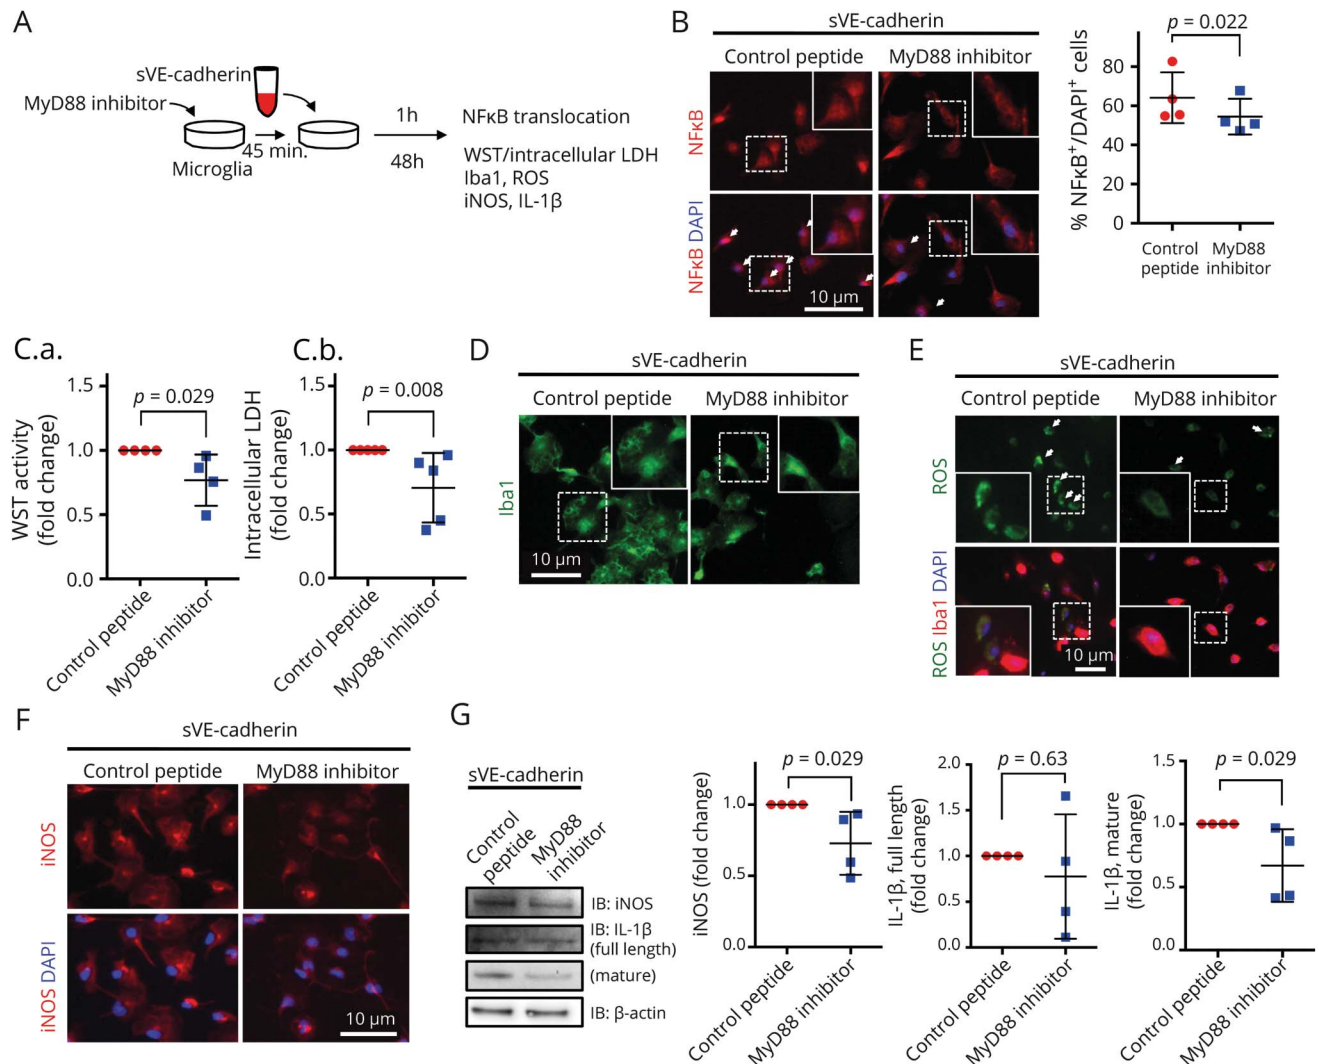 A
sVE-cadherin
MyD88 inhibitor
45 min.
Microglia
1h
48h
NFκB translocation
WST/intracellular LDH
Iba1, ROS
iNOS, IL-1β
B
sVE-cadherin
Control peptide
MyD88 inhibitor
NFκB
NFκB DAPI
10 µm
p = 0.022
% NFκB+/DAPI+ cells
80
60
40
20
0
Control
peptide
MyD88
inhibitor
C.a.
p = 0.029
WST activity
(fold change)
1.5
1.0
0.5
0.0
Control peptide
MyD88 inhibitor
C.b.
p = 0.008
Intracellular LDH
(fold change)
1.5
1.0
0.5
0.0
Control peptide
MyD88 inhibitor
D
sVE-cadherin
Control peptide
MyD88 inhibitor
Iba1
10 µm
E
sVE-cadherin
Control peptide
MyD88 inhibitor
ROS
ROS Iba1 DAPI
10 µm
F
sVE-cadherin
Control peptide
MyD88 inhibitor
iNOS
iNOS DAPI
10 µm
G
sVE-cadherin
Control
peptide
MyD88
inhibitor
IB: iNOS
IB: IL-1β
(full length)
(mature)
IB: β-actin
p = 0.029
iNOS (fold change)
1.0
0.5
0.0
Control peptide
MyD88 inhibitor
p = 0.63
IL-1β, full length
(fold change)
2.0
1.5
1.0
0.5
0.0
Control peptide
MyD88 inhibitor
p = 0.029
IL-1β, mature
(fold change)
1.5
1.0
0.5
0.0
Control peptide
MyD88 inhibitor